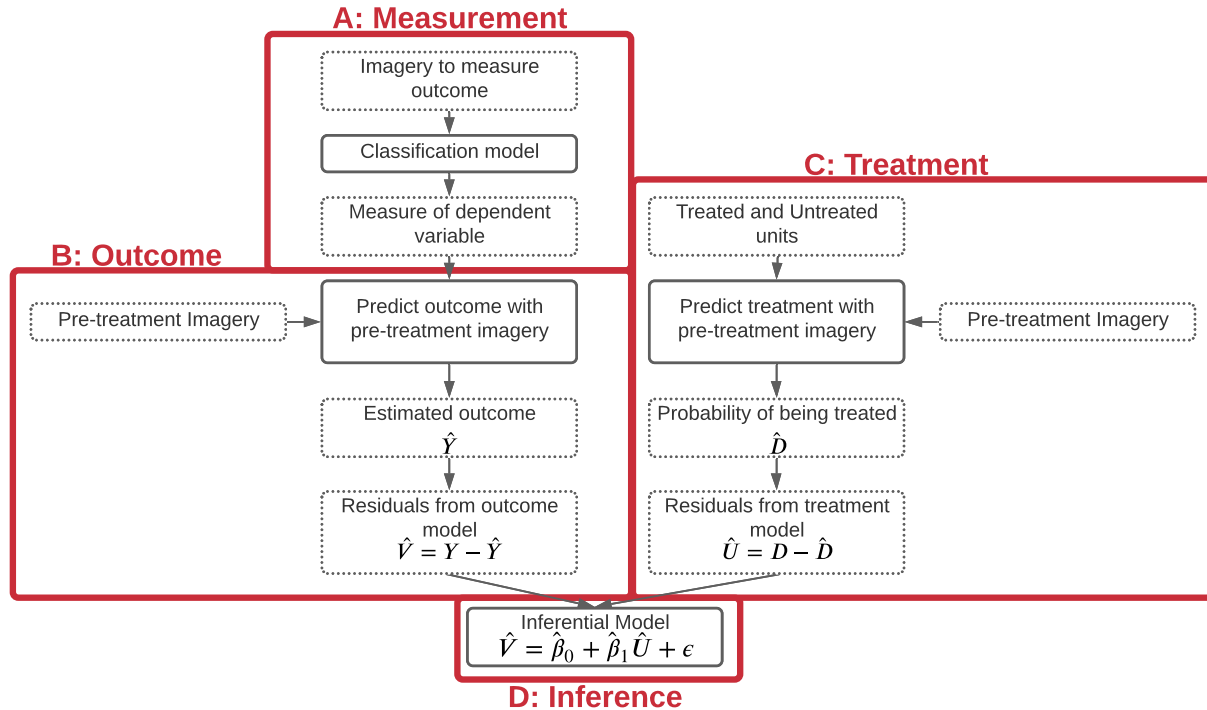 A: Measurement
Imagery to measure
outcome
Classification model
Measure of dependent
variable
B: Outcome
Pre-treatment Imagery
Predict outcome with
pre-treatment imagery
Estimated outcome
Ŷ
Residuals from outcome
model
V̂ = Y − Ŷ
C: Treatment
Treated and Untreated
units
Predict treatment with
pre-treatment imagery
Pre-treatment Imagery
Probability of being treated
D̂
Residuals from treatment
model
Û = D − D̂
Inferential Model
V̂ = β̂₀ + β̂₁Û + ϵ
D: Inference